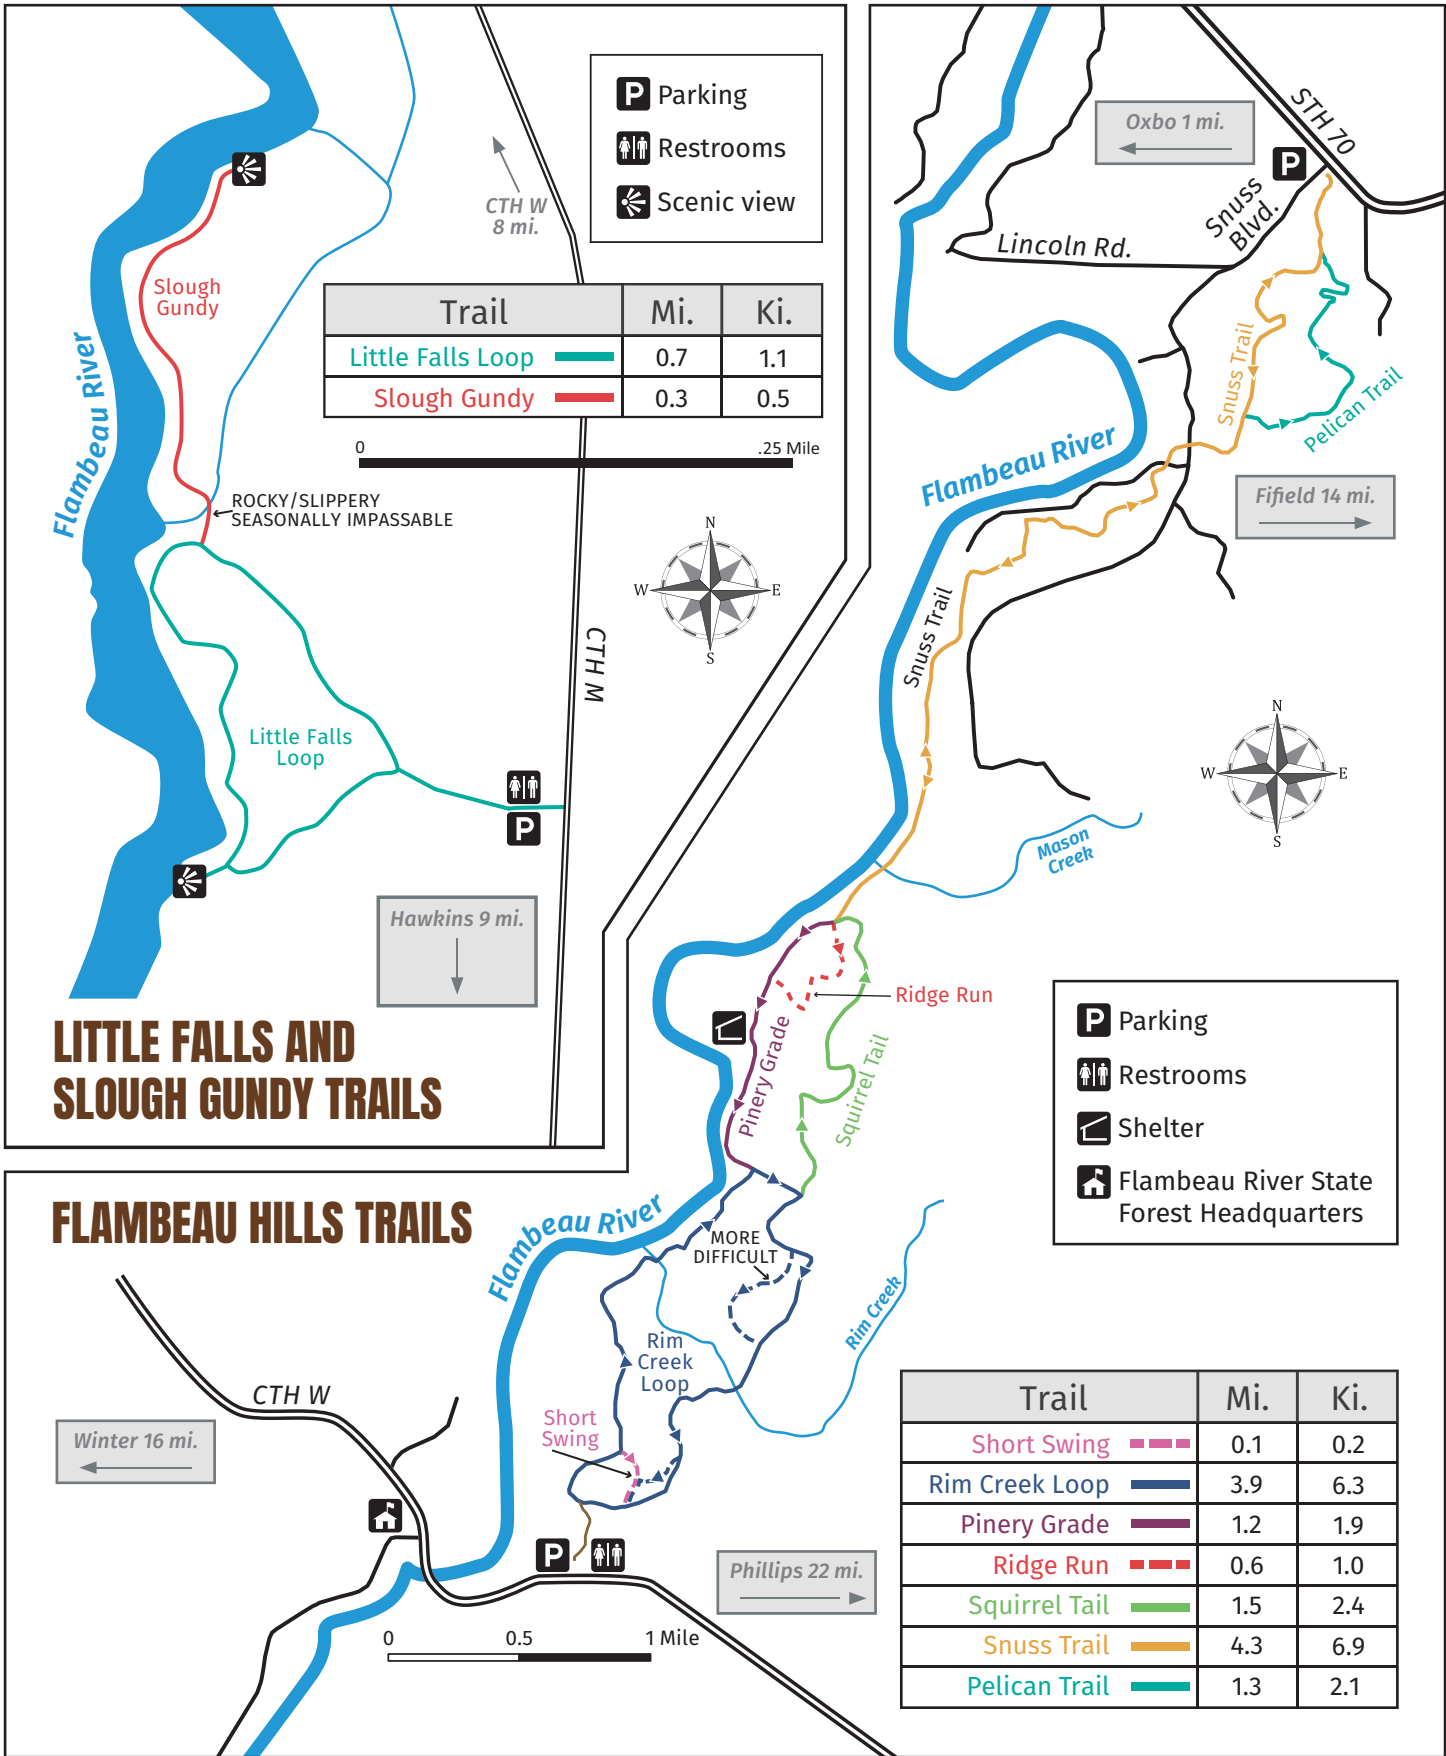 P Parking
Restrooms
Scenic view
CTH W
8 mi.
Slough
Gundy
Flambeau River
Trail Mi. Ki.
Little Falls Loop 0.7 1.1
Slough Gundy 0.3 0.5
0 .25 Mile
ROCKY/SLIPPERY
SEASONALLY IMPASSABLE
N
W E
S
CTH M
Little Falls
Loop
P
Hawkins 9 mi.
LITTLE FALLS AND
SLOUGH GUNDY TRAILS
STH 70
Oxbo 1 mi.
P
Snuss
Blvd.
Lincoln Rd.
Snuss Trail
Pelican Trail
Flambeau River
Fifield 14 mi.
Snuss Trail
N
W E
S
Mason
Creek
Ridge Run
Pinery Grade
Squirrel Tail
P Parking
Restrooms
Shelter
Flambeau River State
Forest Headquarters
FLAMBEAU HILLS TRAILS
Flambeau River
MORE
DIFFICULT
Rim Creek
Rim
Creek
Loop
CTH W
Short
Swing
Winter 16 mi.
P
Phillips 22 mi.
0 0.5 1 Mile
Trail Mi. Ki.
Short Swing 0.1 0.2
Rim Creek Loop 3.9 6.3
Pinery Grade 1.2 1.9
Ridge Run 0.6 1.0
Squirrel Tail 1.5 2.4
Snuss Trail 4.3 6.9
Pelican Trail 1.3 2.1